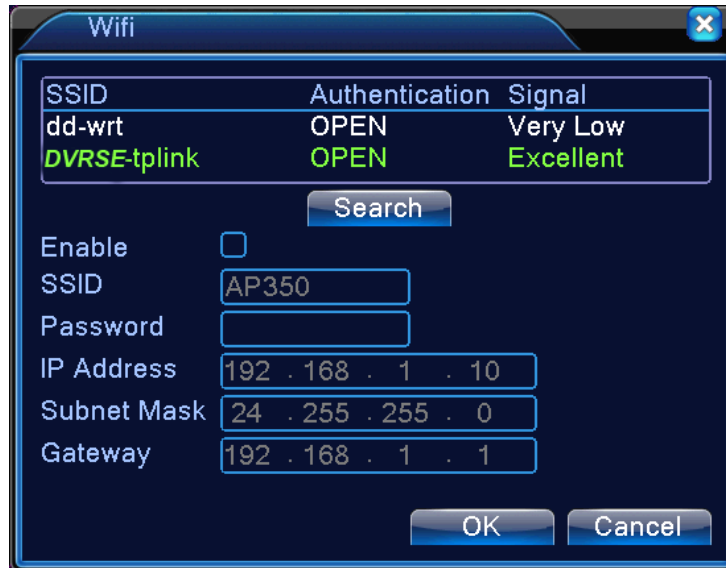 Wifi
SSID Authentication Signal
dd-wrt OPEN Very Low
DVRSE-tplink OPEN Excellent
Search
Enable
SSID AP350
Password
IP Address 192 . 168 . 1 . 10
Subnet Mask 24 . 255 . 255 . 0
Gateway 192 . 168 . 1 . 1
OK Cancel